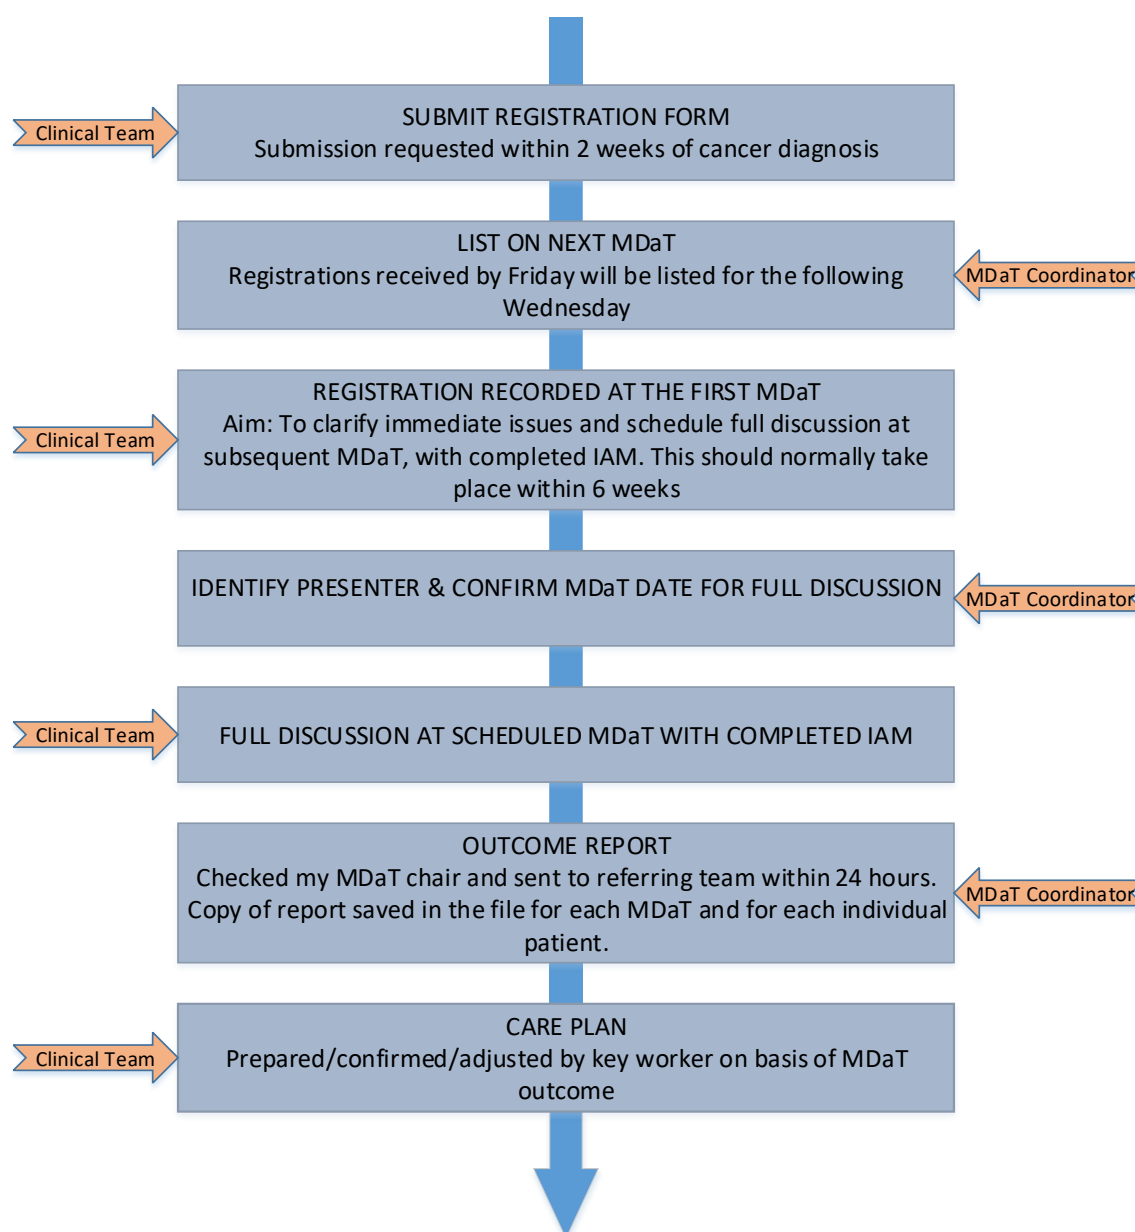 SUBMIT REGISTRATION FORM
Clinical Team
Submission requested within 2 weeks of cancer diagnosis
LIST ON NEXT MDaT
Registrations received by Friday will be listed for the following
MDaT Coordinator
Wednesday
REGISTRATION RECORDED AT THE FIRST MDaT
Aim: To clarify immediate issues and schedule full discussion at
Clinical Team
subsequent MDaT, with completed IAM. This should normally take
place within 6 weeks
IDENTIFY PRESENTER & CONFIRM MDaT DATE FOR FULL DISCUSSION
MDaT Coordinator
Clinical Team
FULL DISCUSSION AT SCHEDULED MDaT WITH COMPLETED IAM
OUTCOME REPORT
Checked my MDaT chair and sent to referring team within 24 hours.
MDaT Coordinator
Copy of report saved in the file for each MDaT and for each individual
patient.
CARE PLAN
Clinical Team
Prepared/confirmed/adjusted by key worker on basis of MDaT
outcome